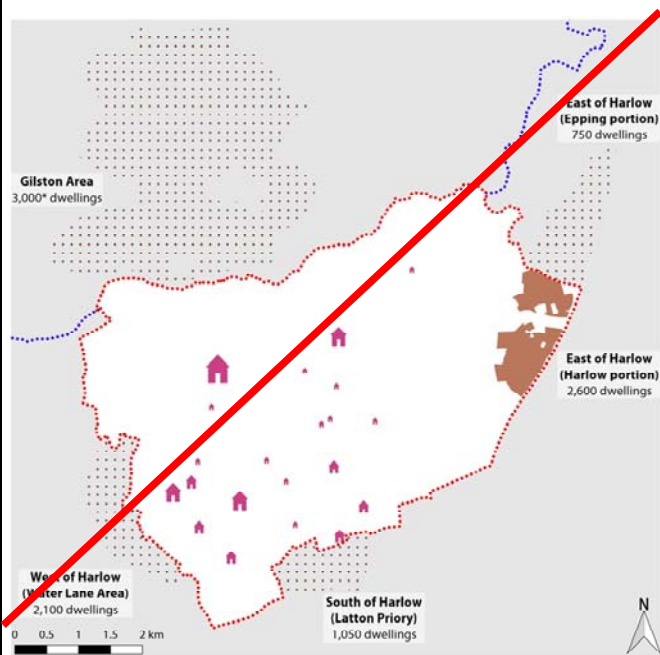 East of Harlow
(Epping portion)
750 dwellings
Gilston Area
3,000* dwellings
East of Harlow
(Harlow portion)
2,600 dwellings
West of Harlow
(Water Lane Area)
2,100 dwellings
South of Harlow
(Latton Priory)
1,050 dwellings
N
0 0.5 1 1.5 2 km